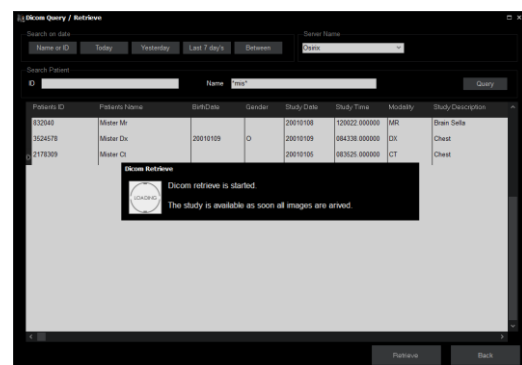 Dicom Query / Retrieve
Search on date
Server Name
Name or ID Today Yesterday Last 7 day's Between
Osirix
Search Patient
ID Name *mis* Query
Patients ID Patients Name BirthDate Gender Study Date Study Time Modality Study Description
832040 Mister Mr 20010108 120022.000000 MR Brain Sella
3524578 Mister Dx 20010109 O 20010109 084338.000000 DX Chest
2178309 Mister Ct 20010105 083525.000000 CT Chest
Dicom Retrieve
LOADING
Dicom retrieve is started.
The study is available as soon all images are arived.
Retrieve Back